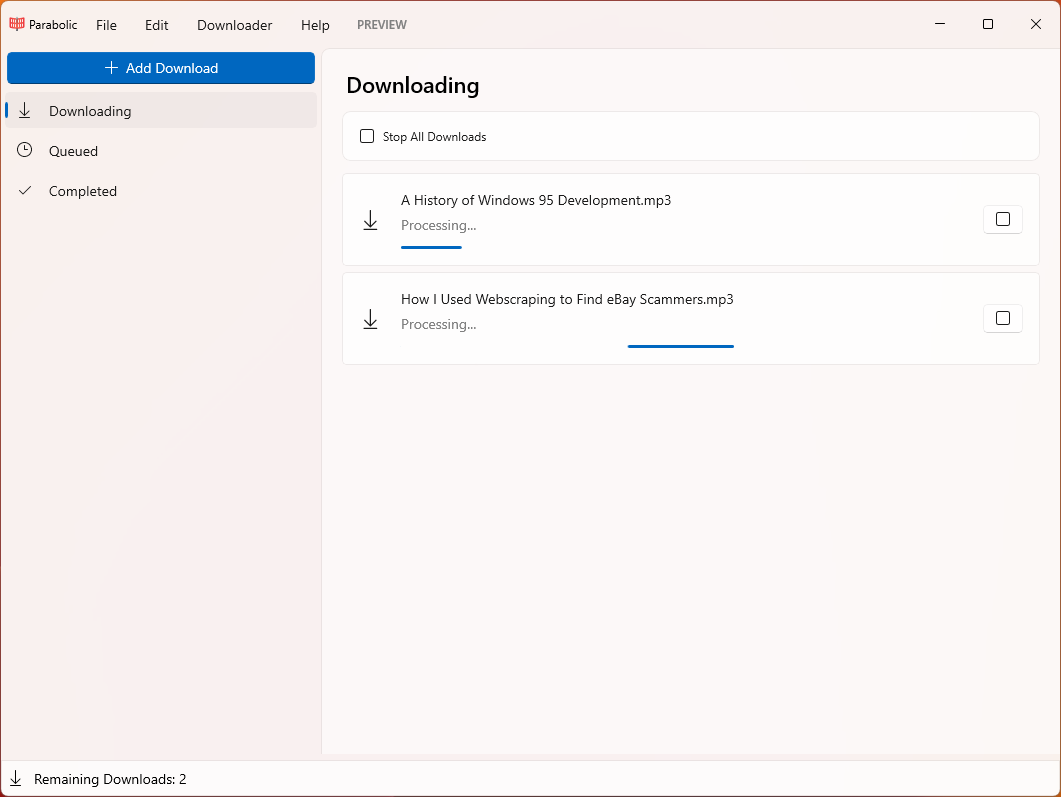 Parabolic File Edit Downloader Help PREVIEW
Add Download
Downloading
Queued
Completed
Downloading
Stop All Downloads
A History of Windows 95 Development.mp3
Processing...
How I Used Webscraping to Find eBay Scammers.mp3
Processing...
Remaining Downloads: 2